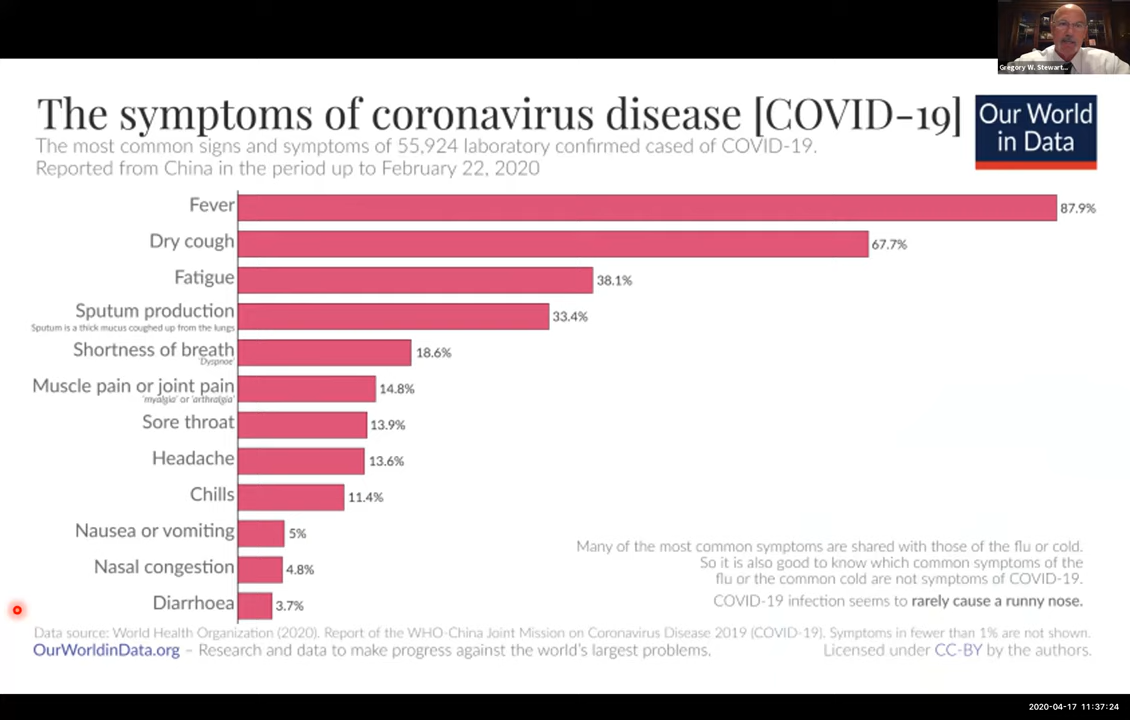 Gregory W. Stewart...
The symptoms of coronavirus disease [COVID-19]
Our World
in Data
The most common signs and symptoms of 55,924 laboratory confirmed cased of COVID-19.
Reported from China in the period up to February 22, 2020
Fever 87.9%
Dry cough 67.7%
Fatigue 38.1%
Sputum production 33.4%
Sputum is a thick mucus coughed up from the lungs
Shortness of breath 18.6%
'Dyspnoe'
Muscle pain or joint pain 14.8%
'myalgia' or 'arthralgia'
Sore throat 13.9%
Headache 13.6%
Chills 11.4%
Nausea or vomiting 5%
Nasal congestion 4.8%
Diarrhoea 3.7%
Many of the most common symptoms are shared with those of the flu or cold.
So it is also good to know which common symptoms of the
flu or the common cold are not symptoms of COVID-19.
COVID-19 infection seems to rarely cause a runny nose.
Data source: World Health Organization (2020). Report of the WHO-China Joint Mission on Coronavirus Disease 2019 (COVID-19). Symptoms in fewer than 1% are not shown.
OurWorldinData.org – Research and data to make progress against the world's largest problems.
Licensed under CC-BY by the authors.
2020-04-17 11:37:24